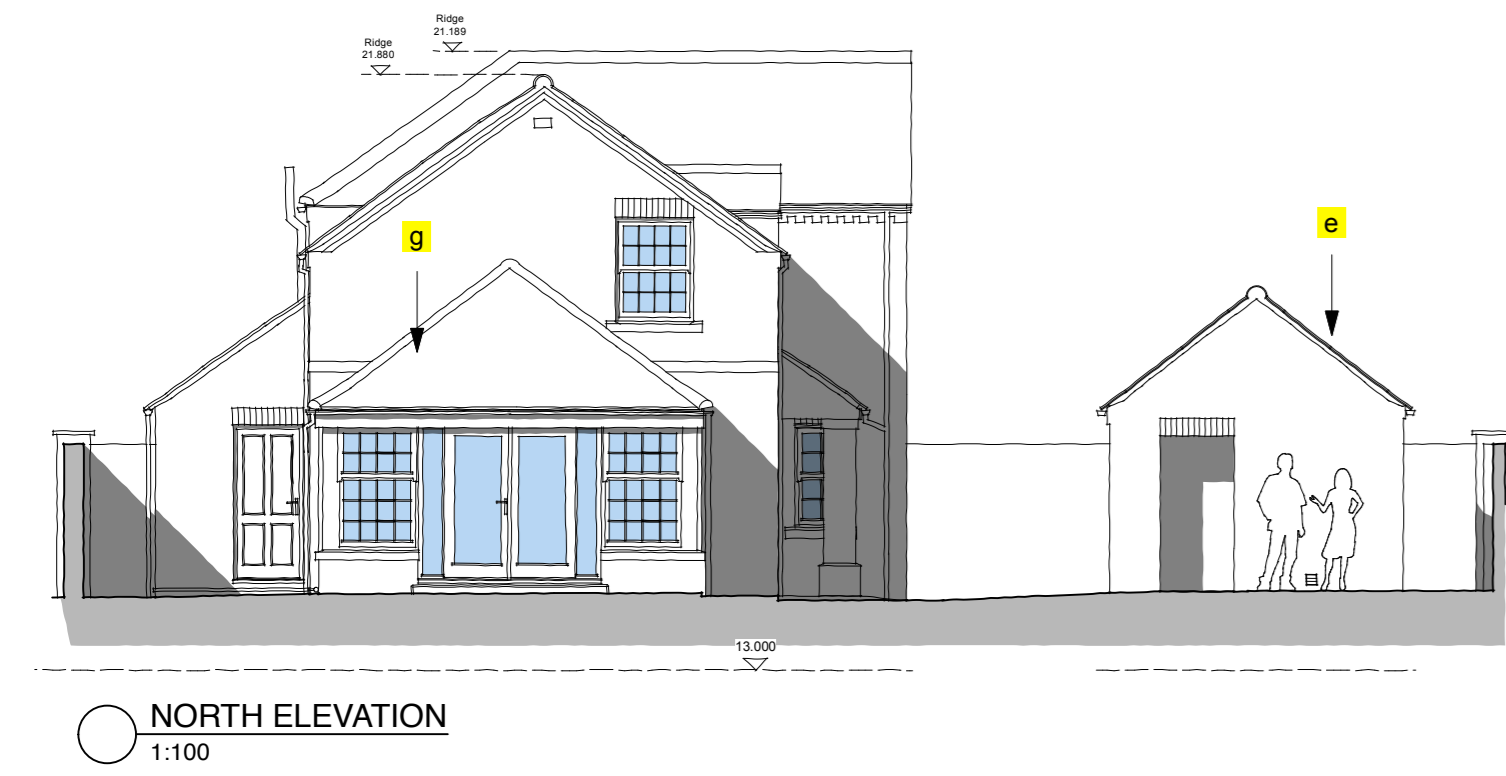 Ridge
21.189
Ridge
21.880
g
e
13.000
NORTH ELEVATION
1:100